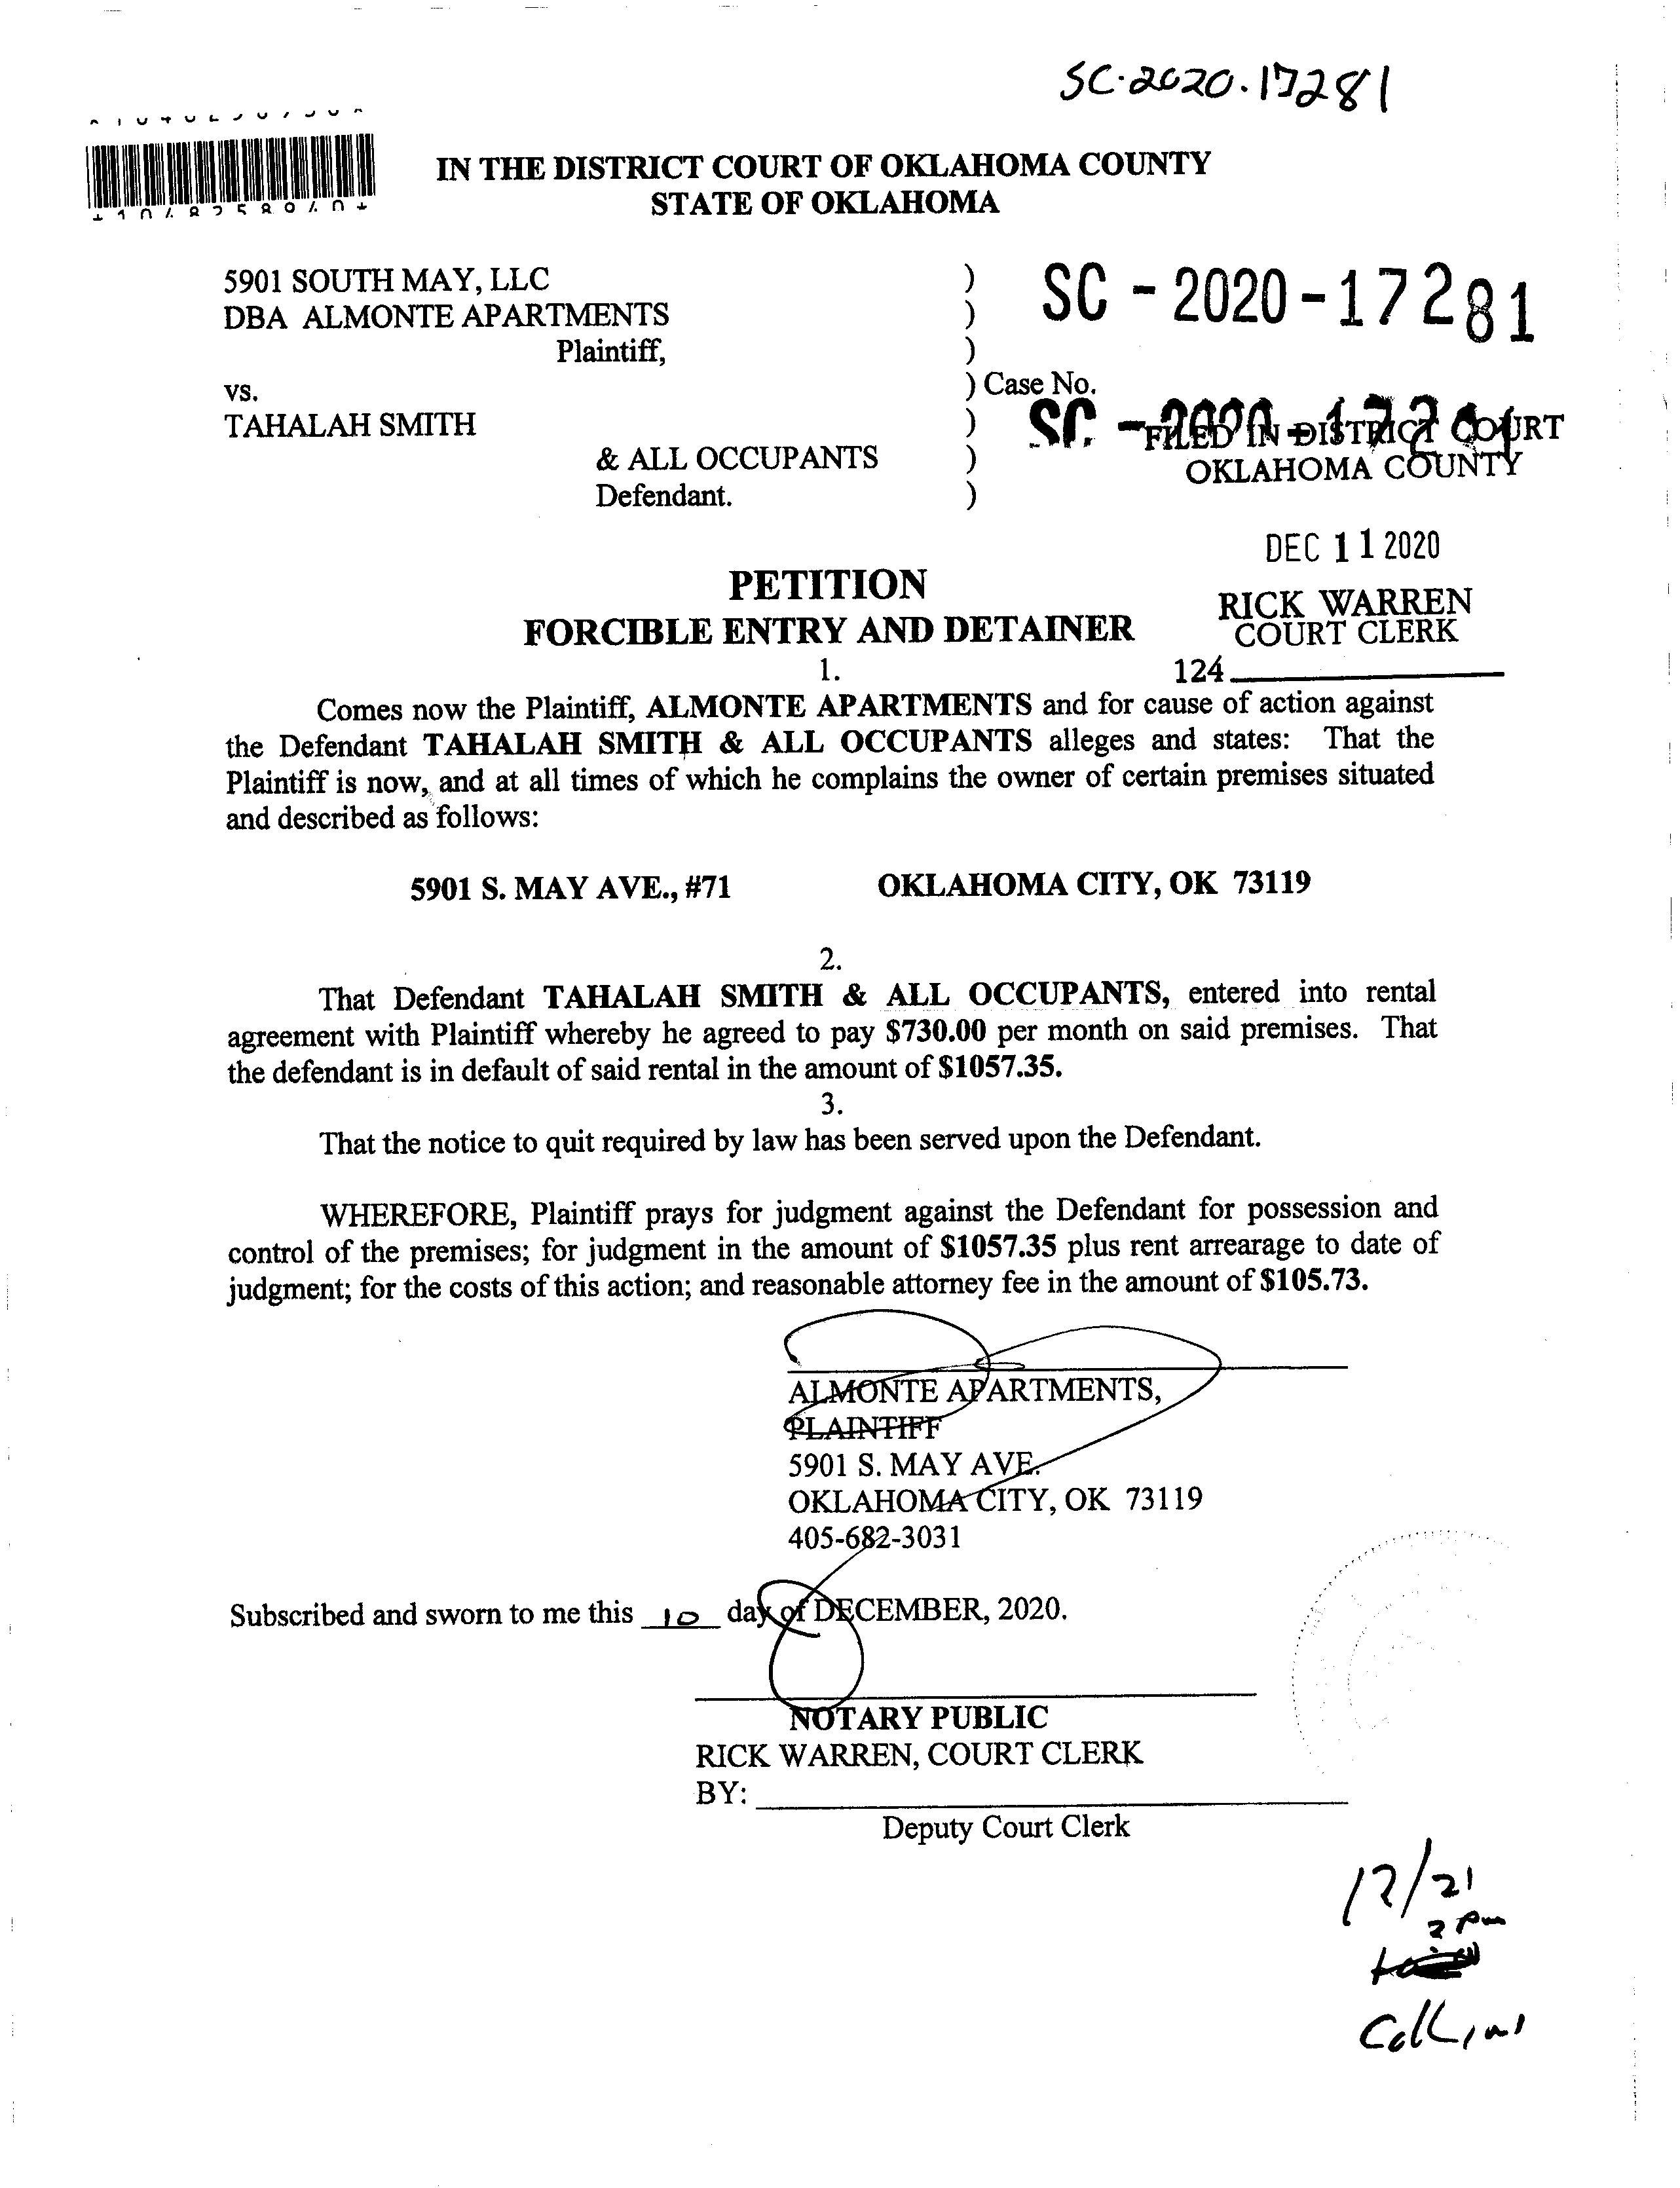 SC-2020-17281
IN THE DISTRICT COURT OF OKLAHOMA COUNTY
STATE OF OKLAHOMA
5901 SOUTH MAY, LLC )
DBA ALMONTE APARTMENTS )
Plaintiff, )
SC - 2020 - 17281
vs. ) Case No.
TAHALAH SMITH )
& ALL OCCUPANTS )
Defendant. )
FILED IN DISTRICT COURT
OKLAHOMA COUNTY
DEC 11 2020
RICK WARREN
COURT CLERK
124
PETITION
FORCIBLE ENTRY AND DETAINER
1.
Comes now the Plaintiff, ALMONTE APARTMENTS and for cause of action against
the Defendant TAHALAH SMITH & ALL OCCUPANTS alleges and states: That the
Plaintiff is now, and at all times of which he complains the owner of certain premises situated
and described as follows:
5901 S. MAY AVE., #71 OKLAHOMA CITY, OK 73119
2.
That Defendant TAHALAH SMITH & ALL OCCUPANTS, entered into rental
agreement with Plaintiff whereby he agreed to pay $730.00 per month on said premises. That
the defendant is in default of said rental in the amount of $1057.35.
3.
That the notice to quit required by law has been served upon the Defendant.
WHEREFORE, Plaintiff prays for judgment against the Defendant for possession and
control of the premises; for judgment in the amount of $1057.35 plus rent arrearage to date of
judgment; for the costs of this action; and reasonable attorney fee in the amount of $105.73.
ALMONTE APARTMENTS,
PLAINTIFF
5901 S. MAY AVE.
OKLAHOMA CITY, OK 73119
405-682-3031
Subscribed and sworn to me this 10 day of DECEMBER, 2020.
NOTARY PUBLIC
RICK WARREN, COURT CLERK
BY:
Deputy Court Clerk
12/21
2 pm
Collins